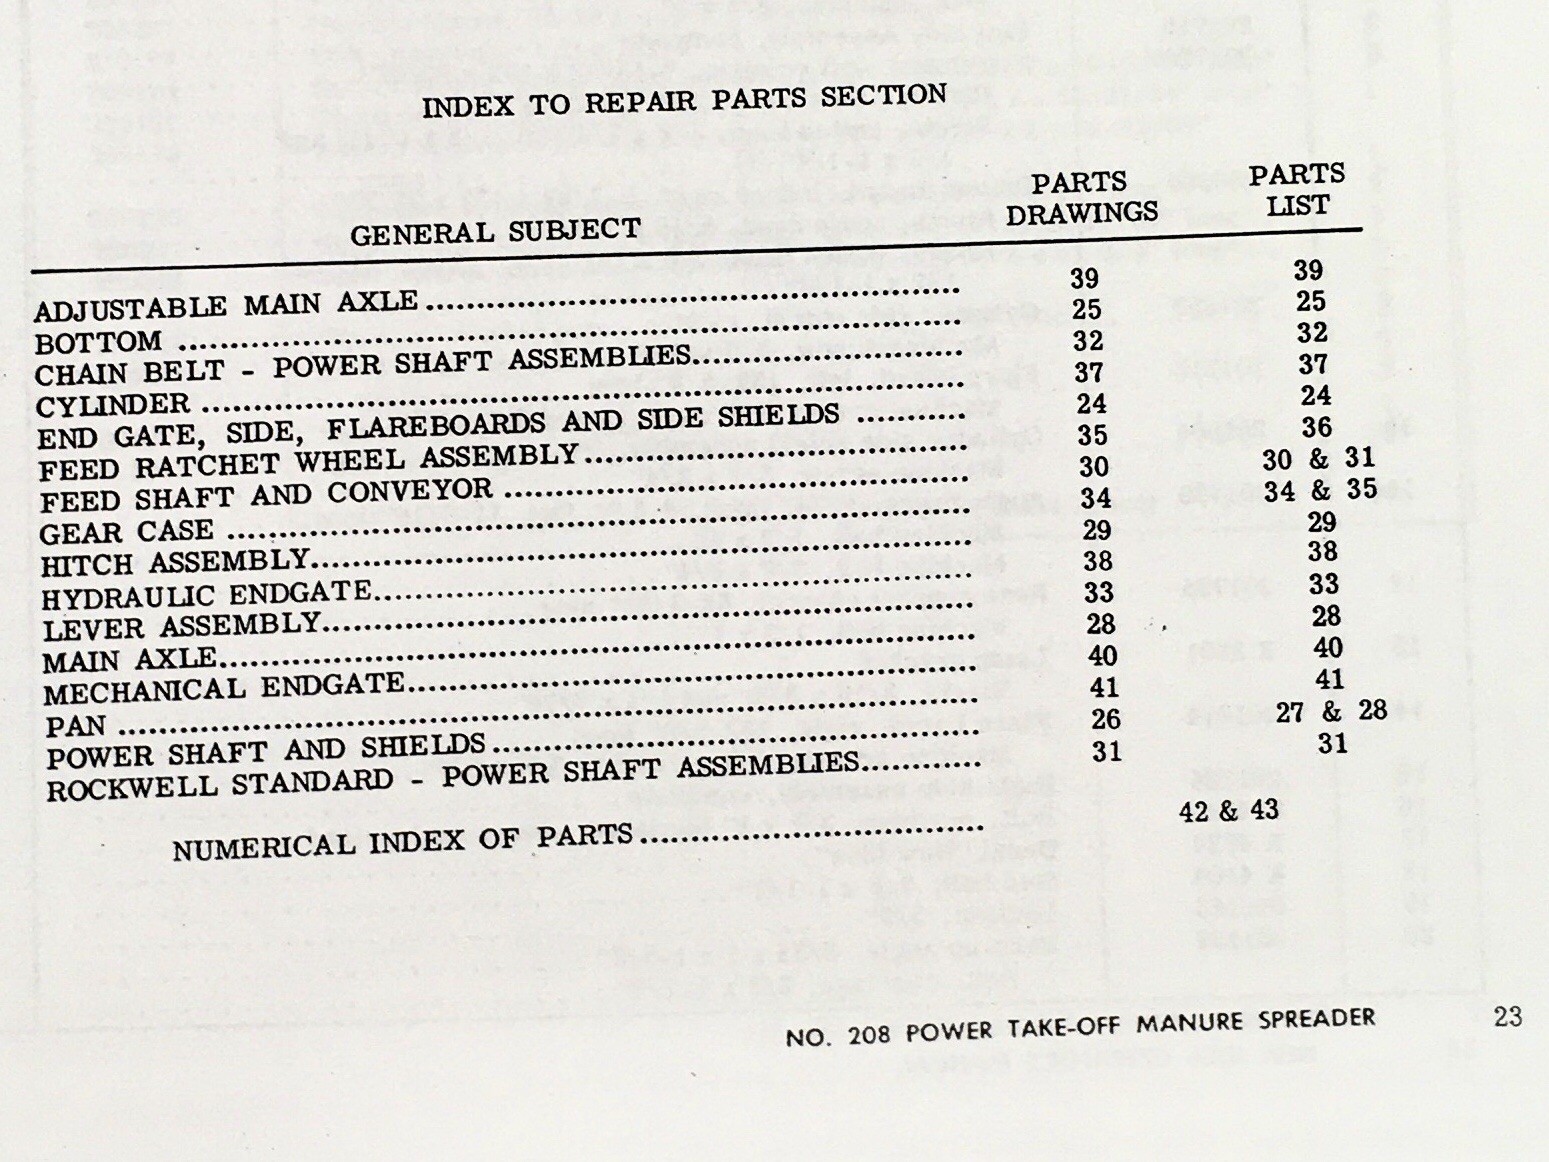 INDEX TO REPAIR PARTS SECTION
GENERAL SUBJECT PARTS DRAWINGS PARTS LIST
ADJUSTABLE MAIN AXLE 39 39
BOTTOM 25 25
CHAIN BELT - POWER SHAFT ASSEMBLIES 32 32
CYLINDER 37 37
END GATE, SIDE, FLAREBOARDS AND SIDE SHIELDS 24 24
FEED RATCHET WHEEL ASSEMBLY 35 36
FEED SHAFT AND CONVEYOR 30 30 & 31
GEAR CASE 34 34 & 35
HITCH ASSEMBLY 29 29
HYDRAULIC ENDGATE 38 38
LEVER ASSEMBLY 33 33
MAIN AXLE 28 28
MECHANICAL ENDGATE 40 40
PAN 41 41
POWER SHAFT AND SHIELDS 26 27 & 28
ROCKWELL STANDARD - POWER SHAFT ASSEMBLIES 31 31
NUMERICAL INDEX OF PARTS 42 & 43
NO. 208 POWER TAKE-OFF MANURE SPREADER 23